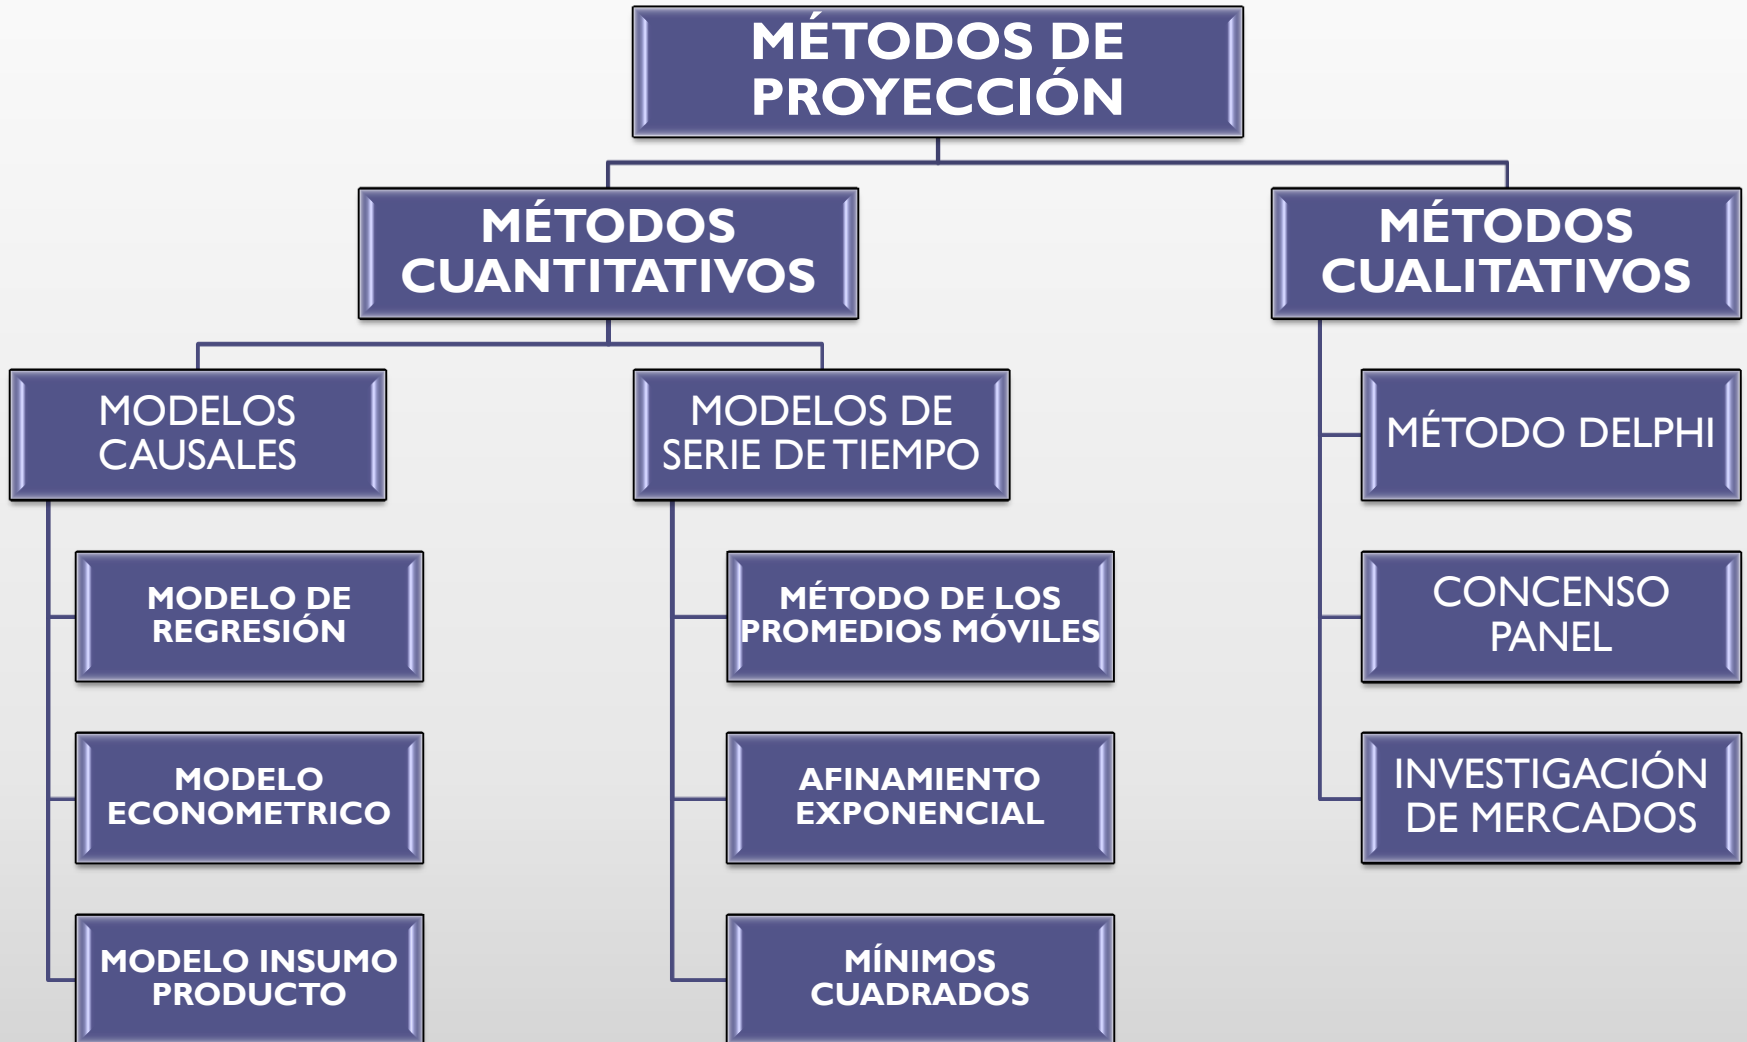 MÉTODOS DE
PROYECCIÓN
MÉTODOS
CUANTITATIVOS
MÉTODOS
CUALITATIVOS
MODELOS
CAUSALES
MODELOS DE
SERIE DE TIEMPO
MÉTODO DELPHI
MODELO DE
REGRESIÓN
MÉTODO DE LOS
PROMEDIOS MÓVILES
CONCENSO
PANEL
MODELO
ECONOMETRICO
AFINAMIENTO
EXPONENCIAL
INVESTIGACIÓN
DE MERCADOS
MODELO INSUMO
PRODUCTO
MÍNIMOS
CUADRADOS